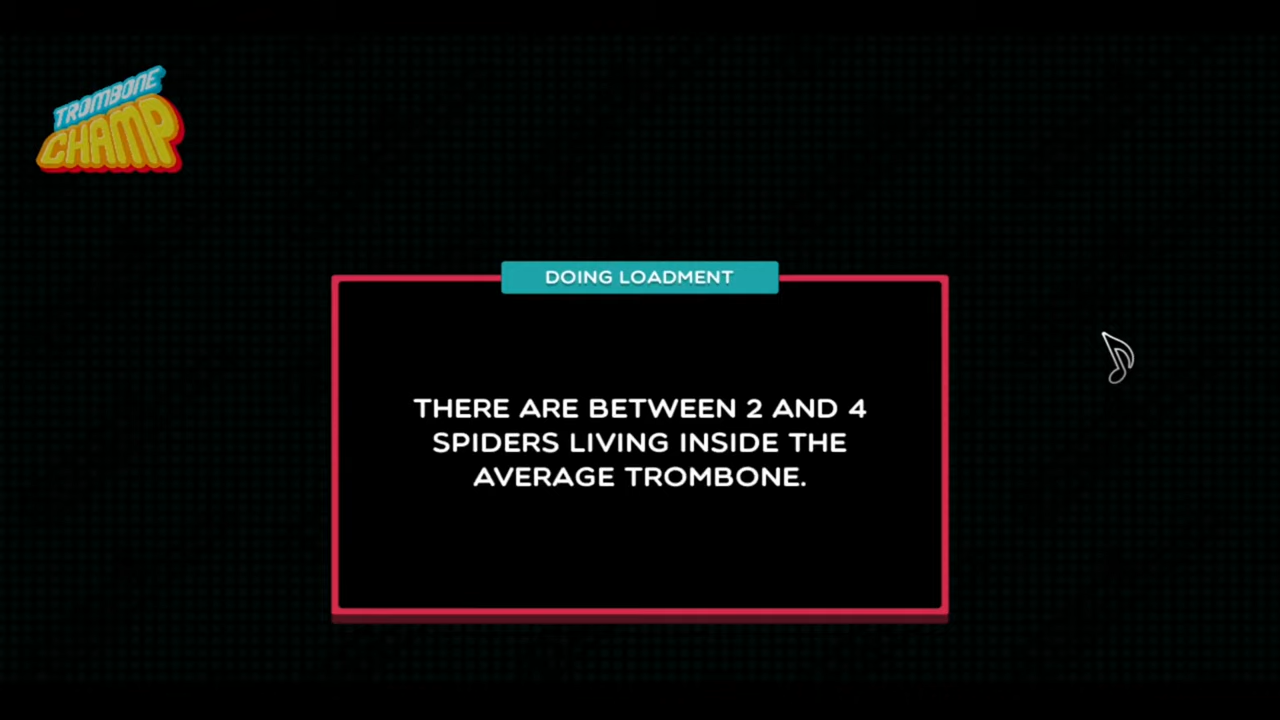 TROMBONE
CHAMP
DOING LOADMENT
THERE ARE BETWEEN 2 AND 4
SPIDERS LIVING INSIDE THE
AVERAGE TROMBONE.